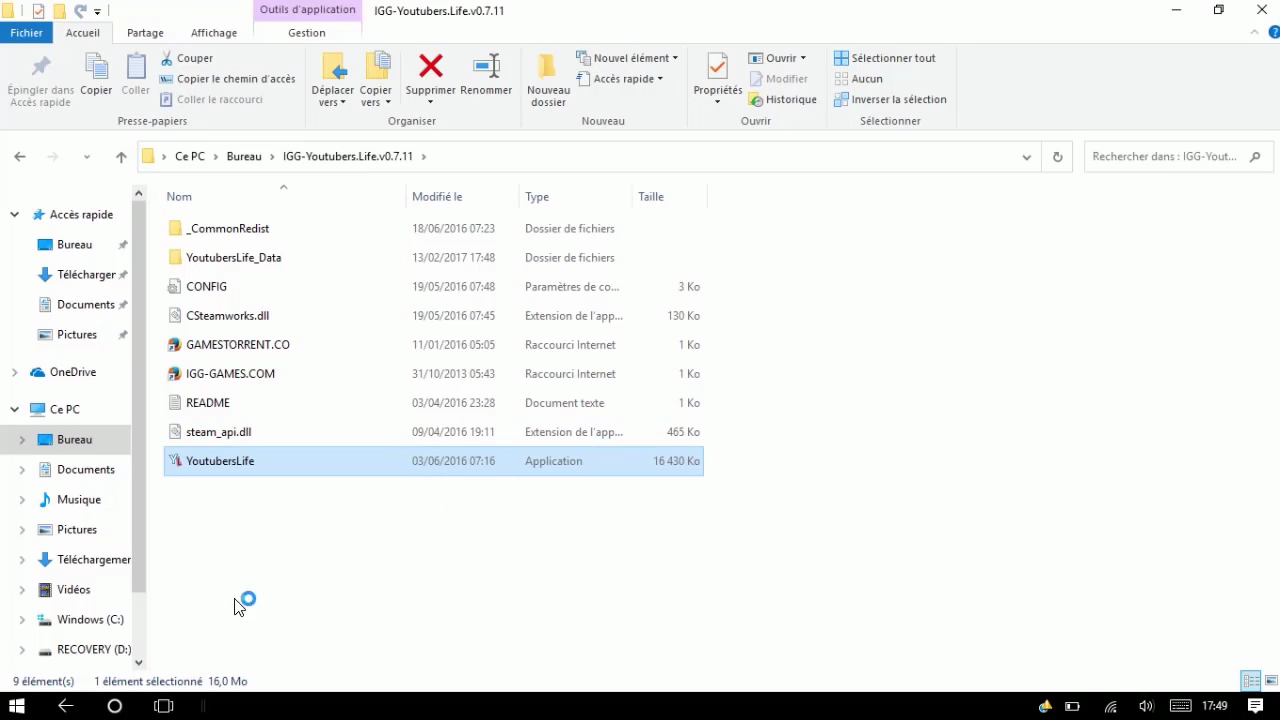 Outils d'application
IGG-Youtubers.Life.v0.7.11
Fichier
Accueil
Partage
Affichage
Gestion
Épingler dans
Accès rapide
Copier
Coller
Couper
Copier le chemin d'accès
Coller le raccourci
Presse-papiers
Déplacer
vers
Copier
vers
Supprimer
Renommer
Organiser
Nouveau
dossier
Nouvel élément
Accès rapide
Nouveau
Propriétés
Ouvrir
Modifier
Historique
Ouvrir
Sélectionner tout
Aucun
Inverser la sélection
Sélectionner
Ce PC > Bureau > IGG-Youtubers.Life.v0.7.11 >
Rechercher dans : IGG-Yout...
Nom Modifié le Type Taille
_CommonRedist 18/06/2016 07:23 Dossier de fichiers
YoutubersLife_Data 13/02/2017 17:48 Dossier de fichiers
CONFIG 19/05/2016 07:48 Paramètres de co... 3 Ko
CSteamworks.dll 19/05/2016 07:45 Extension de l'app... 130 Ko
GAMESTORRENT.CO 11/01/2016 05:05 Raccourci Internet 1 Ko
IGG-GAMES.COM 31/10/2013 05:43 Raccourci Internet 1 Ko
README 03/04/2016 23:28 Document texte 1 Ko
steam_api.dll 09/04/2016 19:11 Extension de l'app... 465 Ko
YoutubersLife 03/06/2016 07:16 Application 16 430 Ko
Accès rapide
Bureau
Télécharger
Documents
Pictures
OneDrive
Ce PC
Bureau
Documents
Musique
Pictures
Téléchargemer
Vidéos
Windows (C:)
RECOVERY (D:)
9 élément(s) 1 élément sélectionné 16,0 Mo
17:49